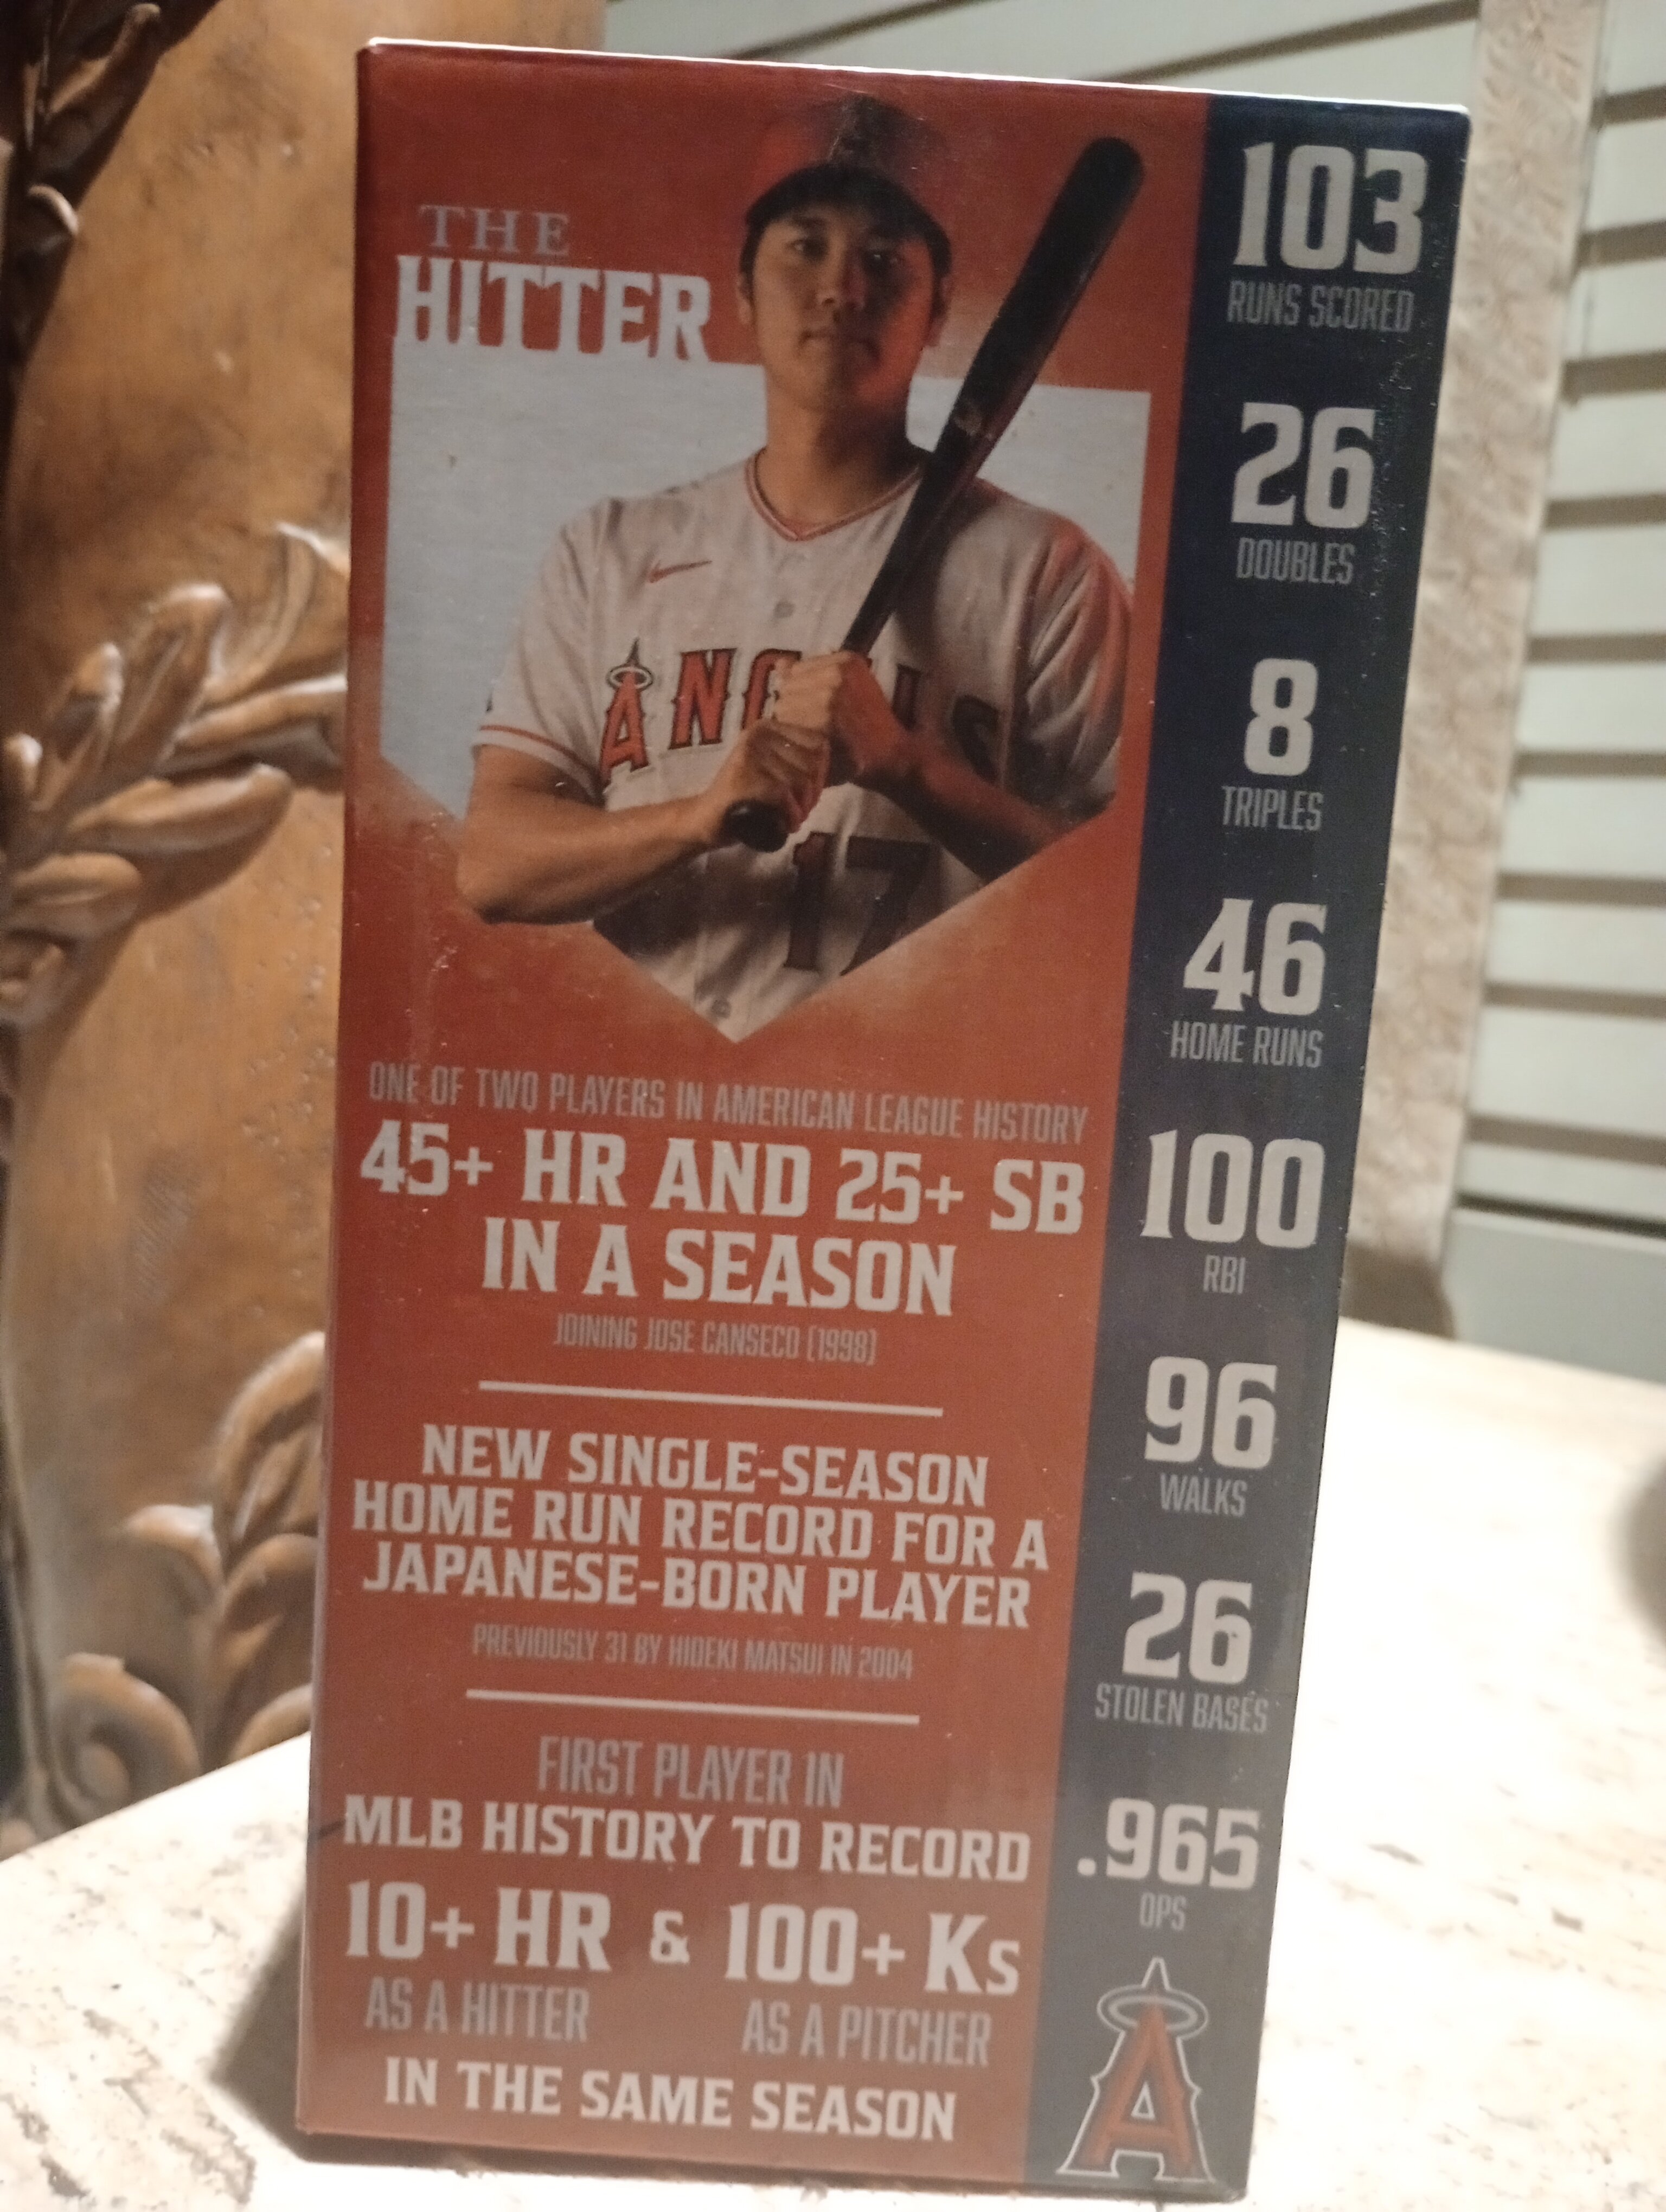 THE
HITTER
ANG
17
ONE OF TWO PLAYERS IN AMERICAN LEAGUE HISTORY
45+ HR AND 25+ SB
IN A SEASON
JOINING JOSE CANSECO (1998)
NEW SINGLE-SEASON
HOME RUN RECORD FOR A
JAPANESE-BORN PLAYER
PREVIOUSLY 31 BY HIDEKI MATSUI IN 2004
FIRST PLAYER IN
MLB HISTORY TO RECORD
10+ HR & 100+ Ks
AS A HITTER AS A PITCHER
IN THE SAME SEASON
103
RUNS SCORED
26
DOUBLES
8
TRIPLES
46
HOME RUNS
100
RBI
96
WALKS
26
STOLEN BASES
.965
OPS
A